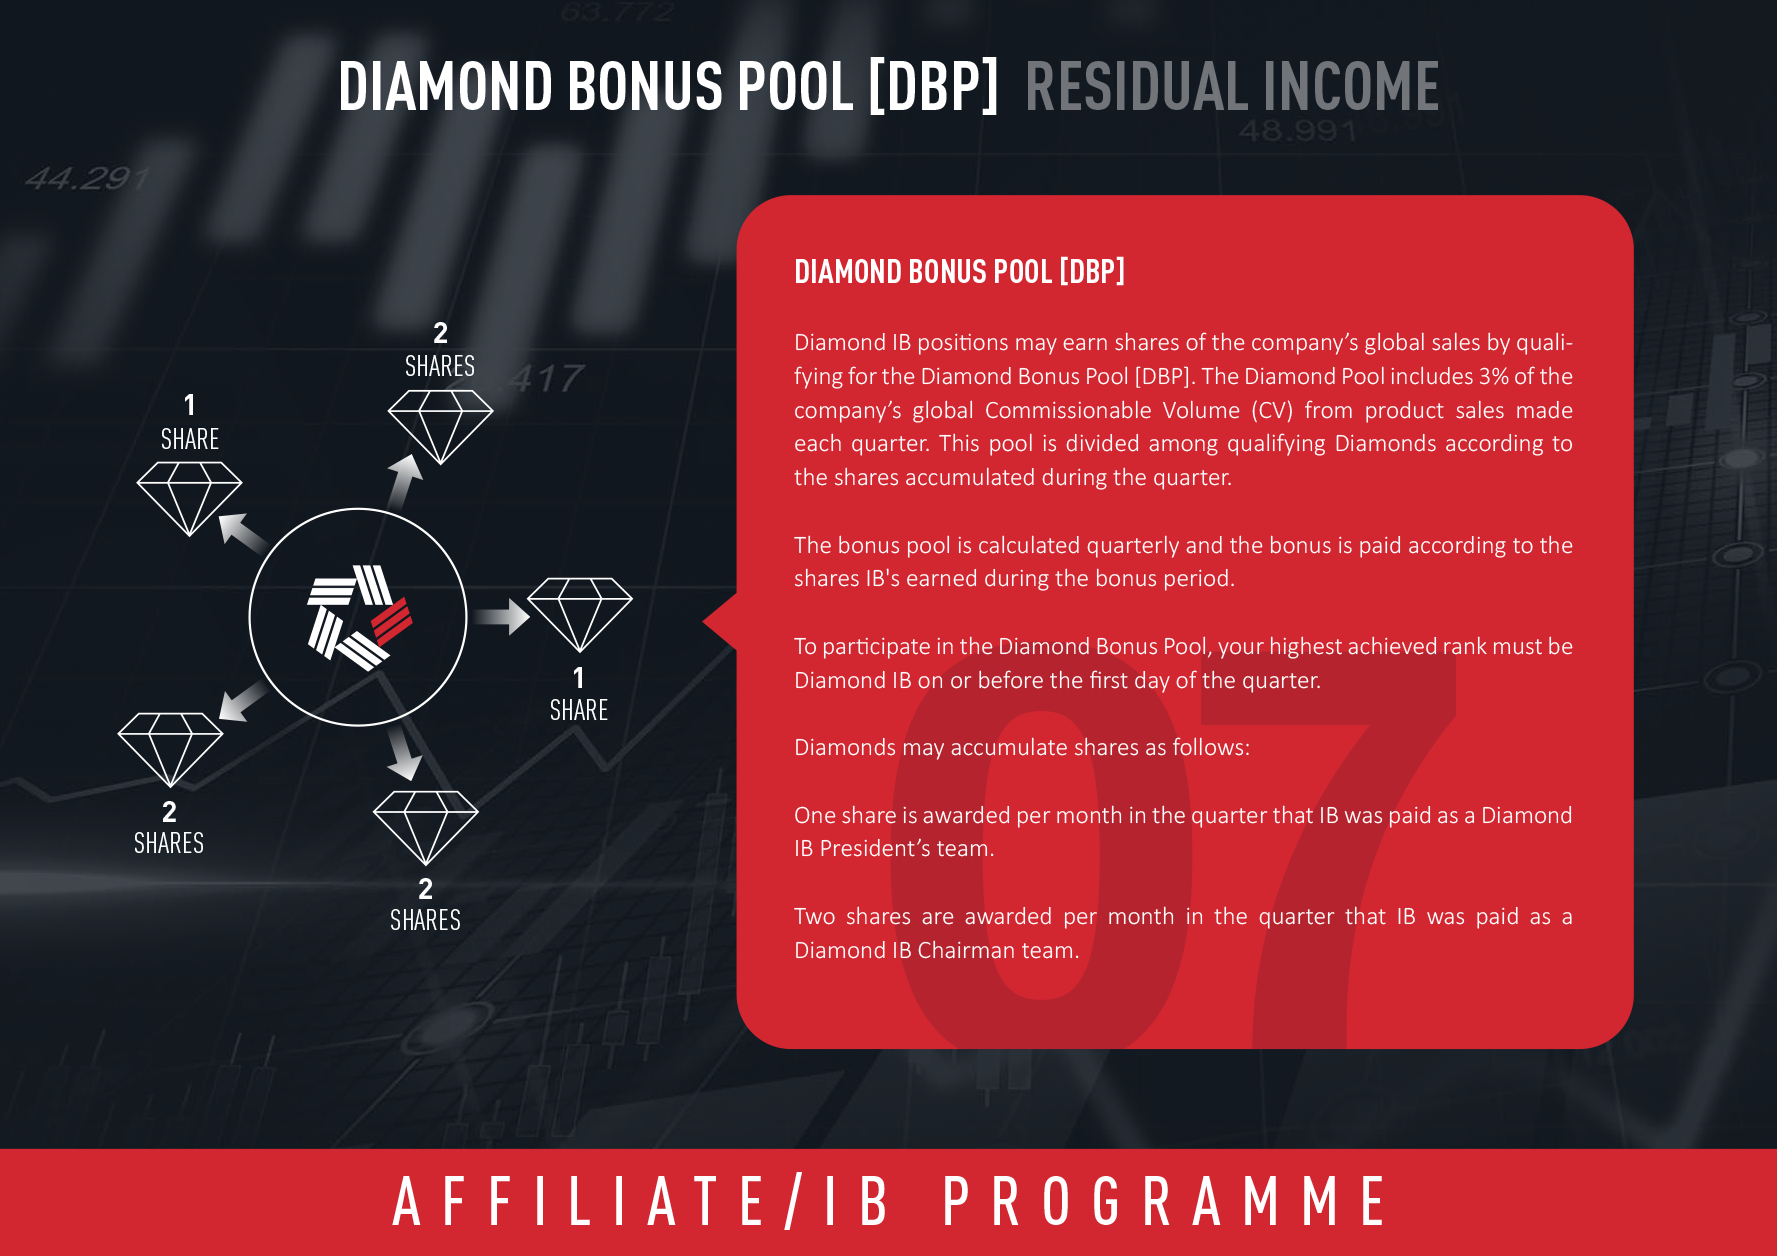 63.772
DIAMOND BONUS POOL [DBP] RESIDUAL INCOME
48.991
44.291
DIAMOND BONUS POOL [DBP]
Diamond IB positions may earn shares of the company’s global sales by quali-
fying for the Diamond Bonus Pool [DBP]. The Diamond Pool includes 3% of the
company’s global Commissionable Volume (CV) from product sales made
each quarter. This pool is divided among qualifying Diamonds according to
the shares accumulated during the quarter.
The bonus pool is calculated quarterly and the bonus is paid according to the
shares IB's earned during the bonus period.
To participate in the Diamond Bonus Pool, your highest achieved rank must be
Diamond IB on or before the first day of the quarter.
Diamonds may accumulate shares as follows:
One share is awarded per month in the quarter that IB was paid as a Diamond
IB President’s team.
Two shares are awarded per month in the quarter that IB was paid as a
Diamond IB Chairman team.
07
2
SHARES
417
1
SHARE
1
SHARE
2
SHARES
2
SHARES
AFFILIATE/IB PROGRAMME